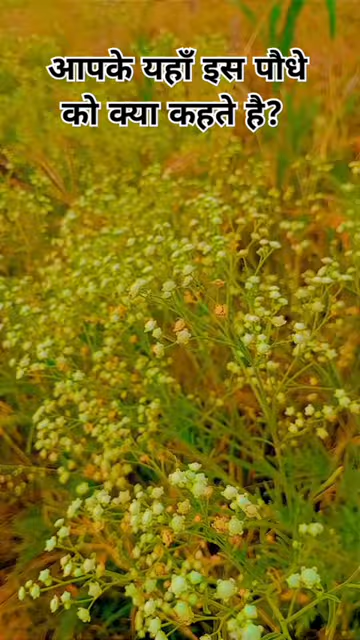 आपके यहाँ इस पौधे
को क्या कहते है?